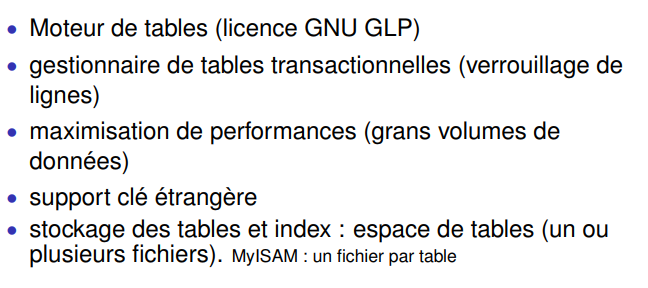 • Moteur de tables (licence GNU GLP)
• gestionnaire de tables transactionnelles (verrouillage de
lignes)
• maximisation de performances (grans volumes de
données)
• support clé étrangère
• stockage des tables et index : espace de tables (un ou
plusieurs fichiers). MyISAM : un fichier par table